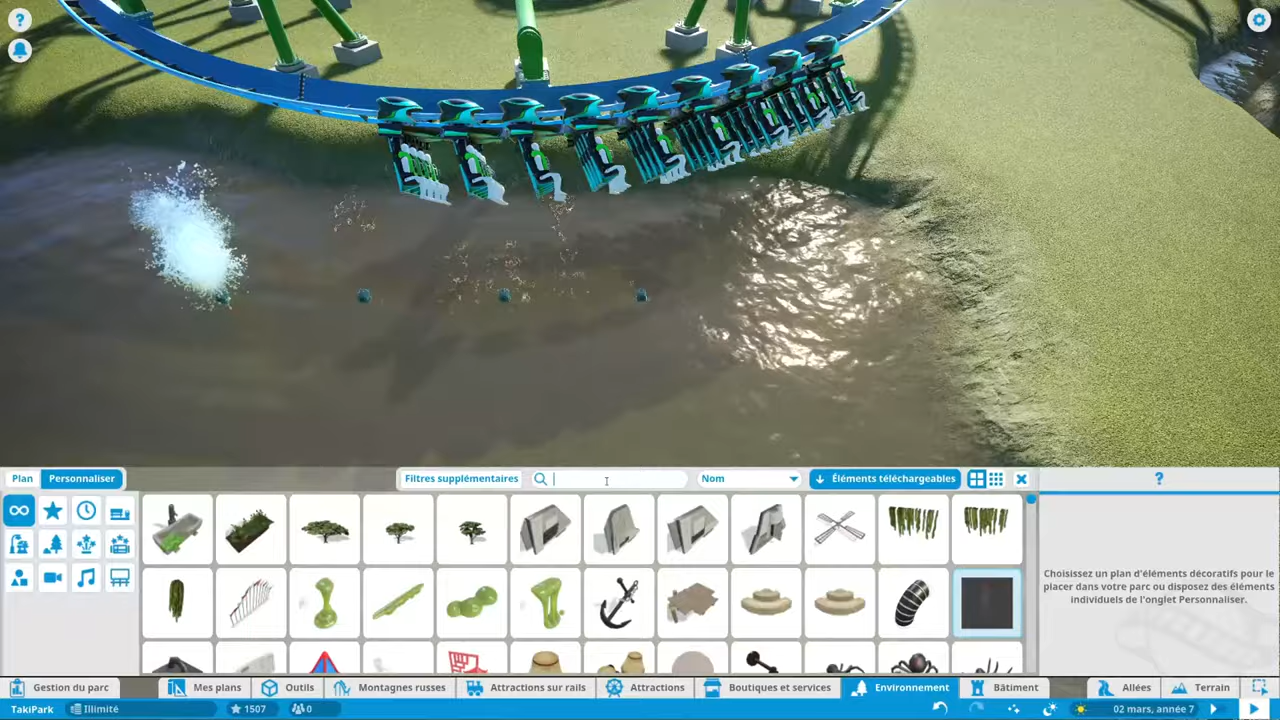 ?
Plan
Personnaliser
Filtres supplémentaires
Nom
Éléments téléchargeables
?
Choisissez un plan d'éléments décoratifs pour le
placer dans votre parc ou disposez des éléments
individuels de l'onglet Personnaliser.
Gestion du parc
Mes plans
Outils
Montagnes russes
Attractions sur rails
Attractions
Boutiques et services
Environnement
Bâtiment
Allées
Terrain
TakiPark
Illimité
1507
0
02 mars, année 7